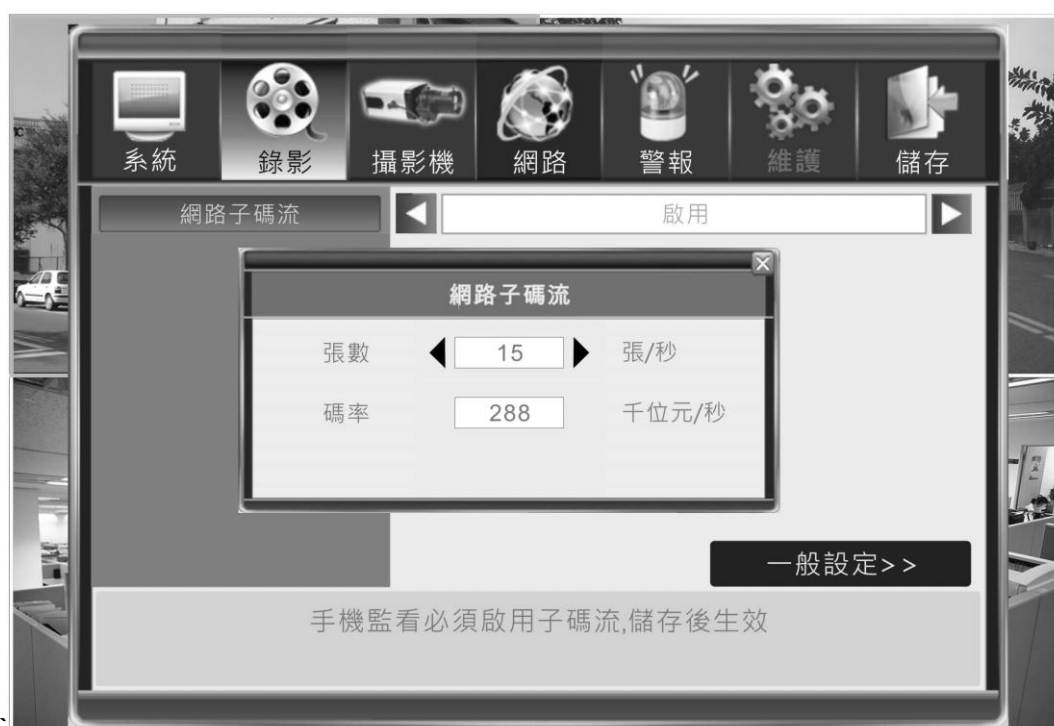 系統
錄影
攝影機
網路
警報
維護
儲存
網路子碼流
啟用
網路子碼流
張數
15
張/秒
碼率
288
千位元/秒
一般設定>>
手機監看必須啟用子碼流,儲存後生效